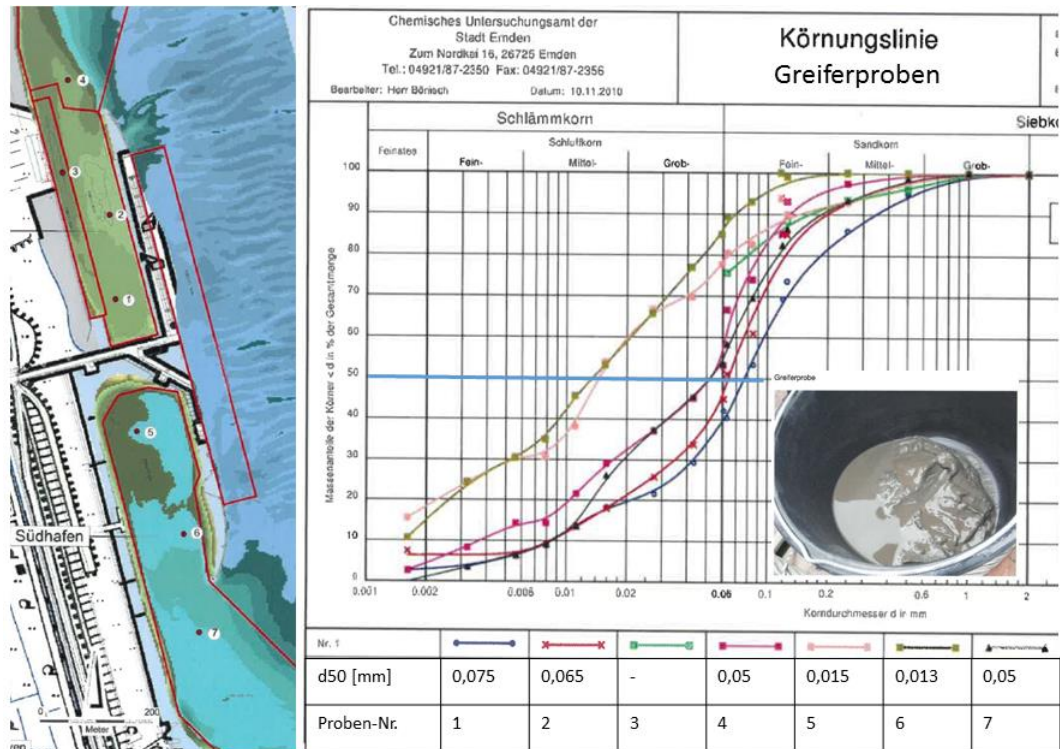 4
3
2
1
5
Südhafen
6
7
0
200
Meter
Chemisches Untersuchungsamt der
Stadt Emden
Zum Nordkai 16, 26725 Emden
Tel.: 04921/87-2350 Fax: 04921/87-2356
Bearbeiter: Herr Bönisch Datum: 10.11.2010
Körnungslinie
Greiferproben
Schlämmkorn
Siebko
Feinstes
Schluffkorn
Sandkorn
Fein-
Mittel-
Grob-
Fein-
Mittel-
Grob-
Massenanteile der Körner < d in % der Gesamtmenge
100
90
80
70
60
50
40
30
20
10
0
Greiferprobe
0.001 0.002 0.006 0.01 0.02 0.06 0.1 0.2 0.6 1 2
Korndurchmesser d in mm
Nr. 1
d50 [mm] 0,075 0,065 - 0,05 0,015 0,013 0,05
Proben-Nr. 1 2 3 4 5 6 7